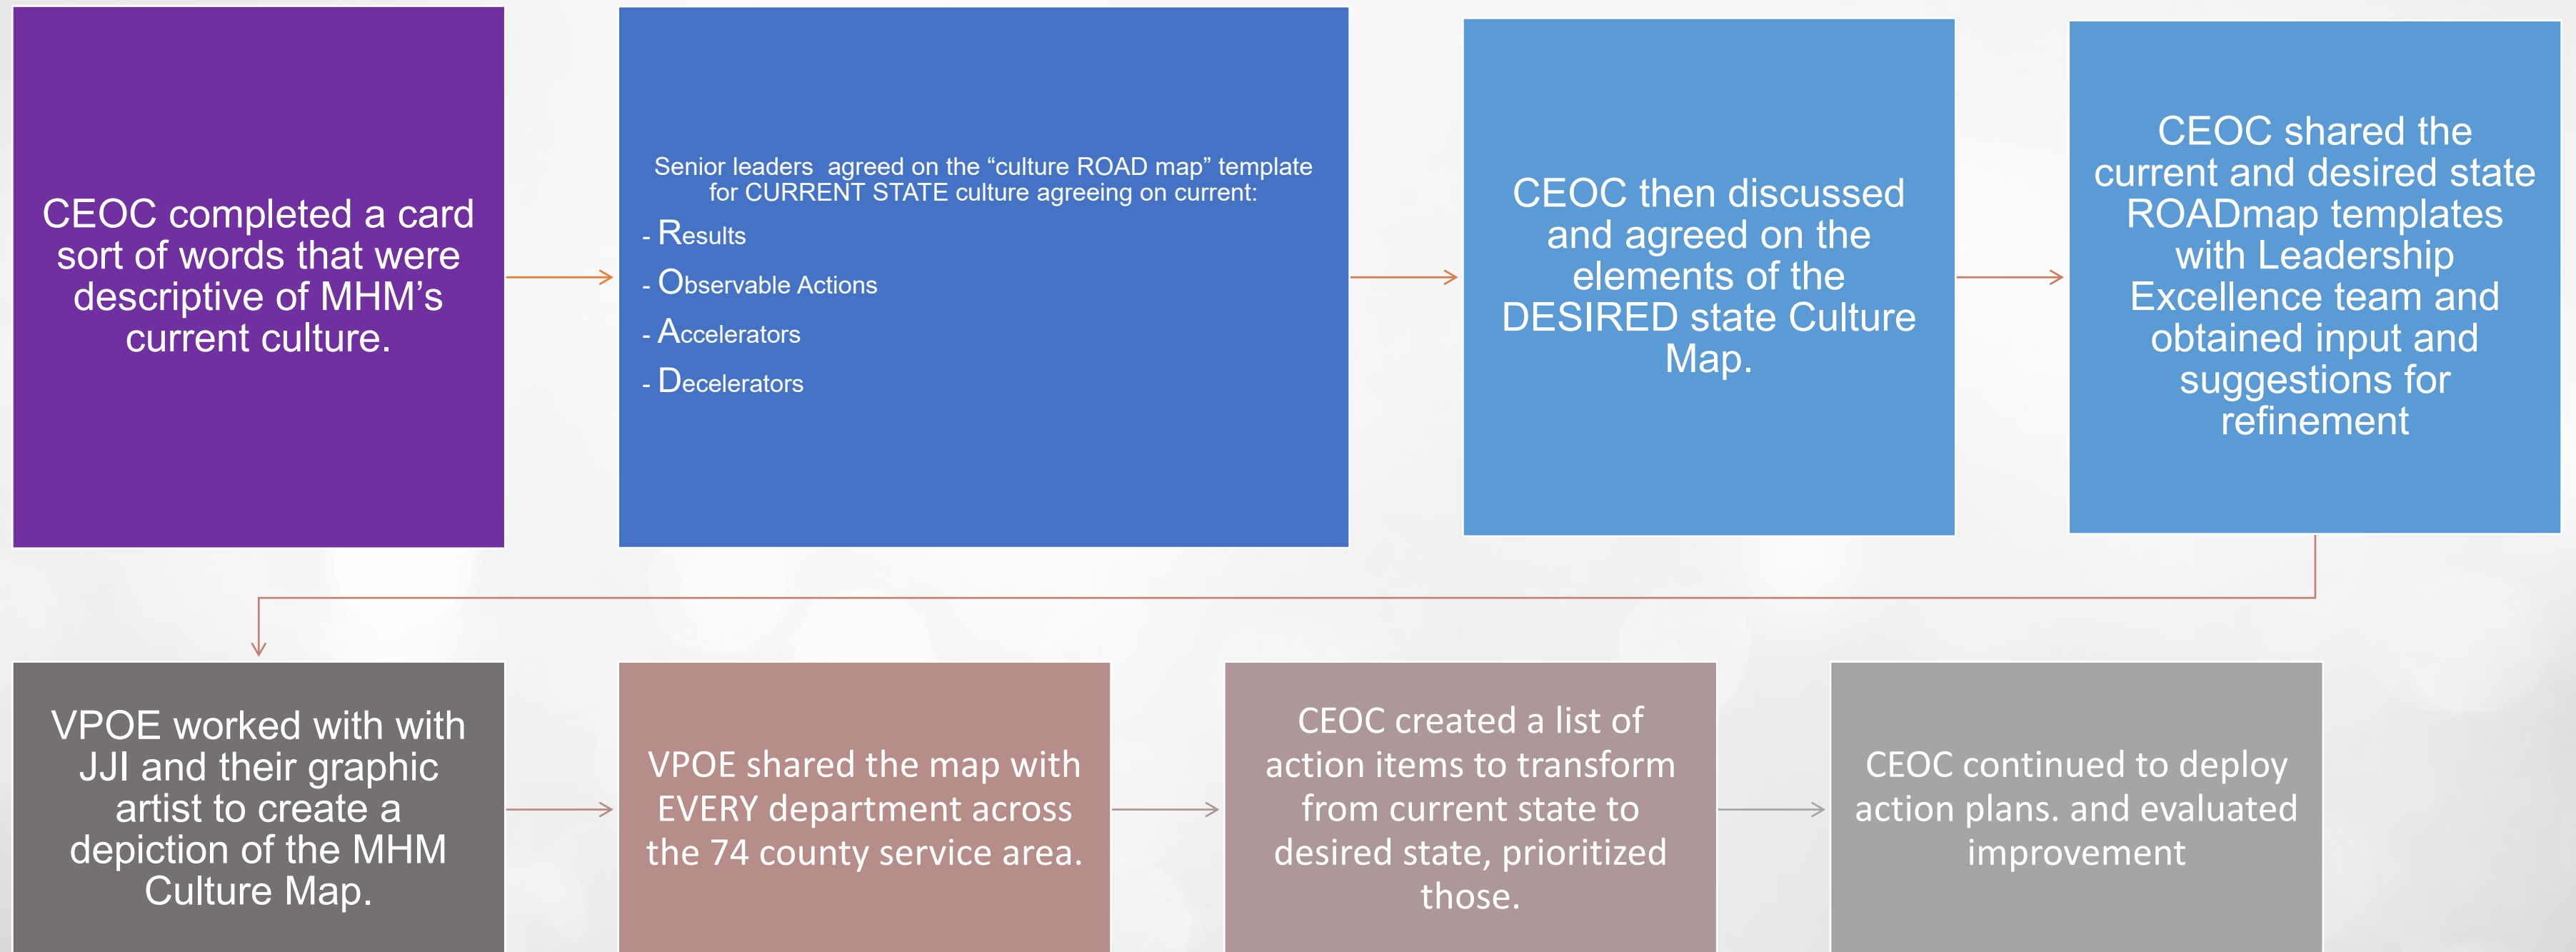 CEOC completed a card
sort of words that were
descriptive of MHM’s
current culture.
Senior leaders  agreed on the “culture ROAD map” template
for CURRENT STATE culture agreeing on current:
- Results
- Observable Actions
- Accelerators
- Decelerators
CEOC then discussed
and agreed on the
elements of the
DESIRED state Culture
Map.
CEOC shared the
current and desired state
ROADmap templates
with Leadership
Excellence team and
obtained input and
suggestions for
refinement
VPOE worked with with
JJI and their graphic
artist to create a
depiction of the MHM
Culture Map.
VPOE shared the map with
EVERY department across
the 74 county service area.
CEOC created a list of
action items to transform
from current state to
desired state, prioritized
those.
CEOC continued to deploy
action plans. and evaluated
improvement